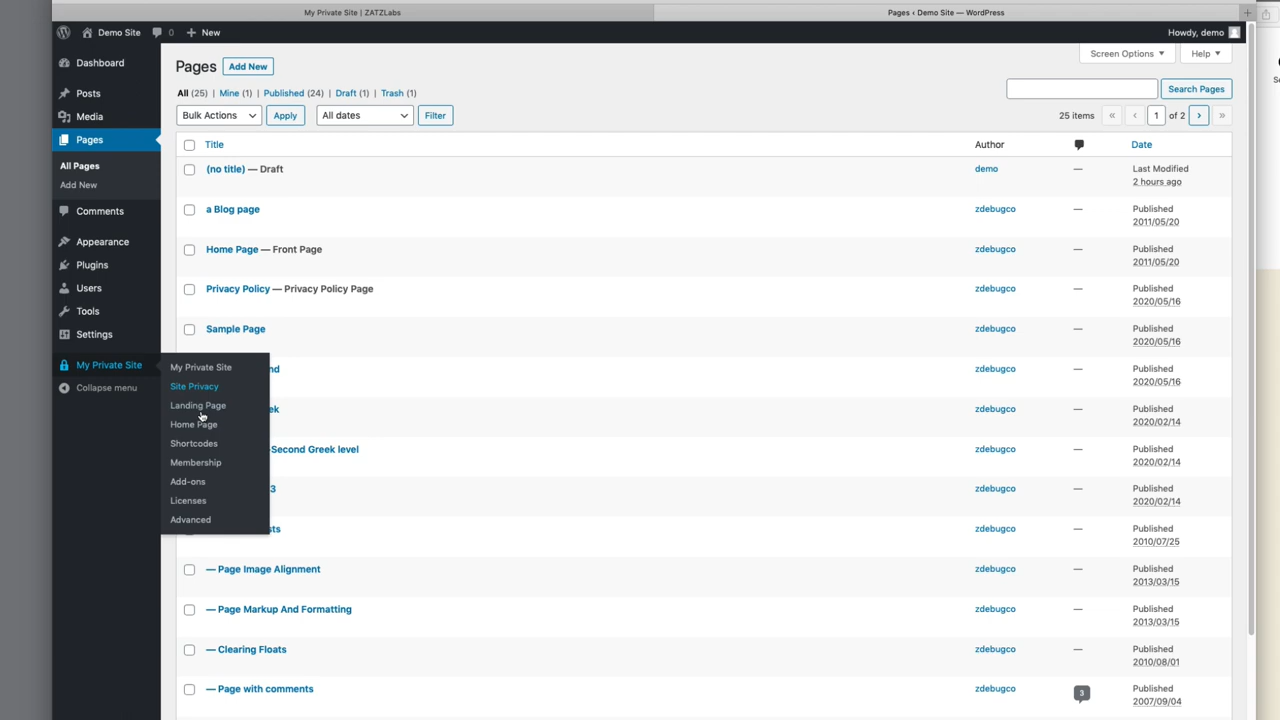 My Private Site | ZATZLabs
Pages ‹ Demo Site — WordPress
Demo Site
0
New
Howdy, demo
Dashboard
Posts
Media
Pages
All Pages
Add New
Comments
Appearance
Plugins
Users
Tools
Settings
My Private Site
Collapse menu
My Private Site
Site Privacy
Landing Page
Home Page
Shortcodes
Membership
Add-ons
Licenses
Advanced
Screen Options
Help
Pages
Add New
All (25) | Mine (1) | Published (24) | Draft (1) | Trash (1)
Search Pages
Bulk Actions
Apply
All dates
Filter
25 items « ‹ 1 of 2 › »
Title Author Date
(no title) — Draft demo — Last Modified
2 hours ago
a Blog page zdebugco — Published
2011/05/20
Home Page — Front Page zdebugco — Published
2011/05/20
Privacy Policy — Privacy Policy Page zdebugco — Published
2020/05/16
Sample Page zdebugco — Published
2020/05/16
nd zdebugco — Published
2020/05/16
ek zdebugco — Published
2020/02/14
-Second Greek level zdebugco — Published
2020/02/14
3 zdebugco — Published
2020/02/14
sts zdebugco — Published
2010/07/25
— Page Image Alignment zdebugco — Published
2013/03/15
— Page Markup And Formatting zdebugco — Published
2013/03/15
— Clearing Floats zdebugco — Published
2010/08/01
— Page with comments zdebugco 3 Published
2007/09/04